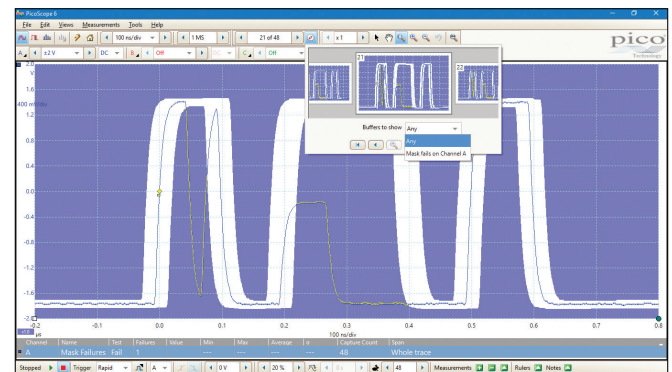 PicoScope 6
File Edit Views Measurements Tools Help
100 ns/div 1 MS 21 of 48 x 1
pico
Technology
A ±2 V DC B Off DC C Off
21
22
Buffers to show Any
Any
Mask fails on Channel A
2.0
V
1.6
400 mV/div
1.2
0.8
0.4
0.0
-0.4
-0.8
-1.2
-1.6
-2.0
-0.2 -0.1 0.0 0.1 0.2 0.3 0.4 0.5 0.6 0.7 0.8
x1.0 µs 100 ns/div
Channel Name Test Failures Value Min Max Average σ Capture Count Span
A Mask Failures Fail 1 --- --- --- --- --- 48 Whole trace
Stopped Trigger Rapid A 0 V 20 % 48 Measurements Rulers Notes